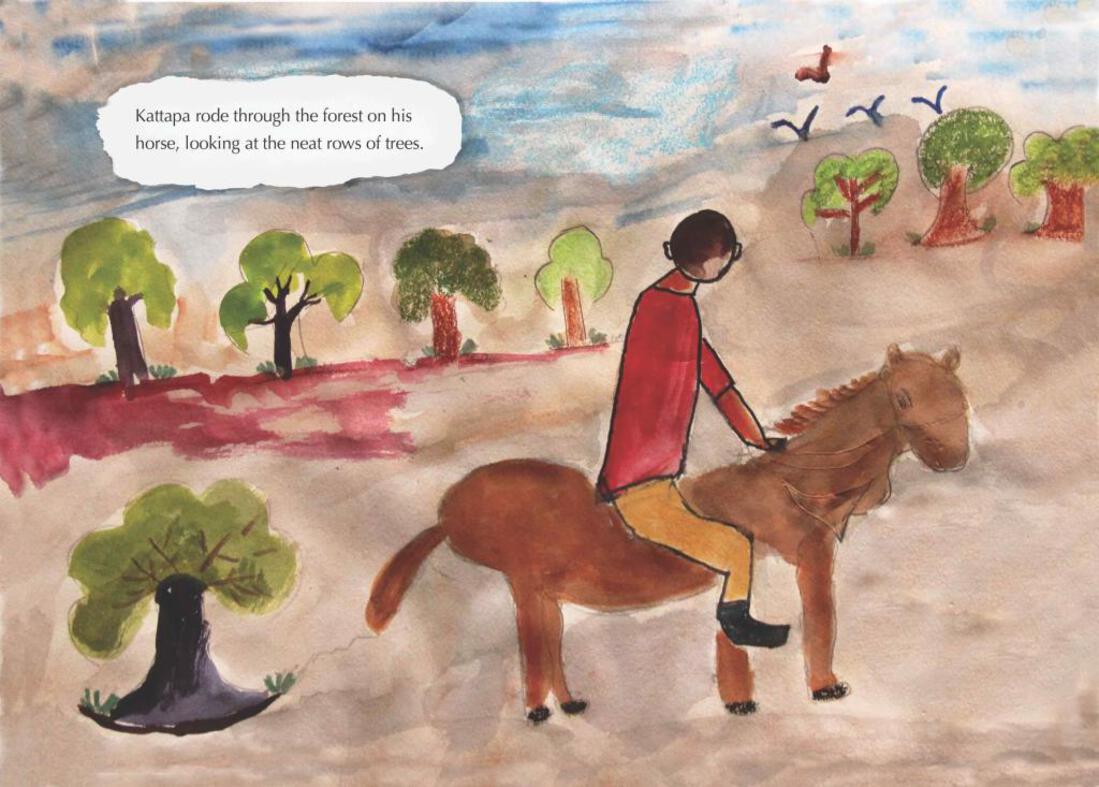 Kattapa rode through the forest on his
horse, looking at the neat rows of trees.